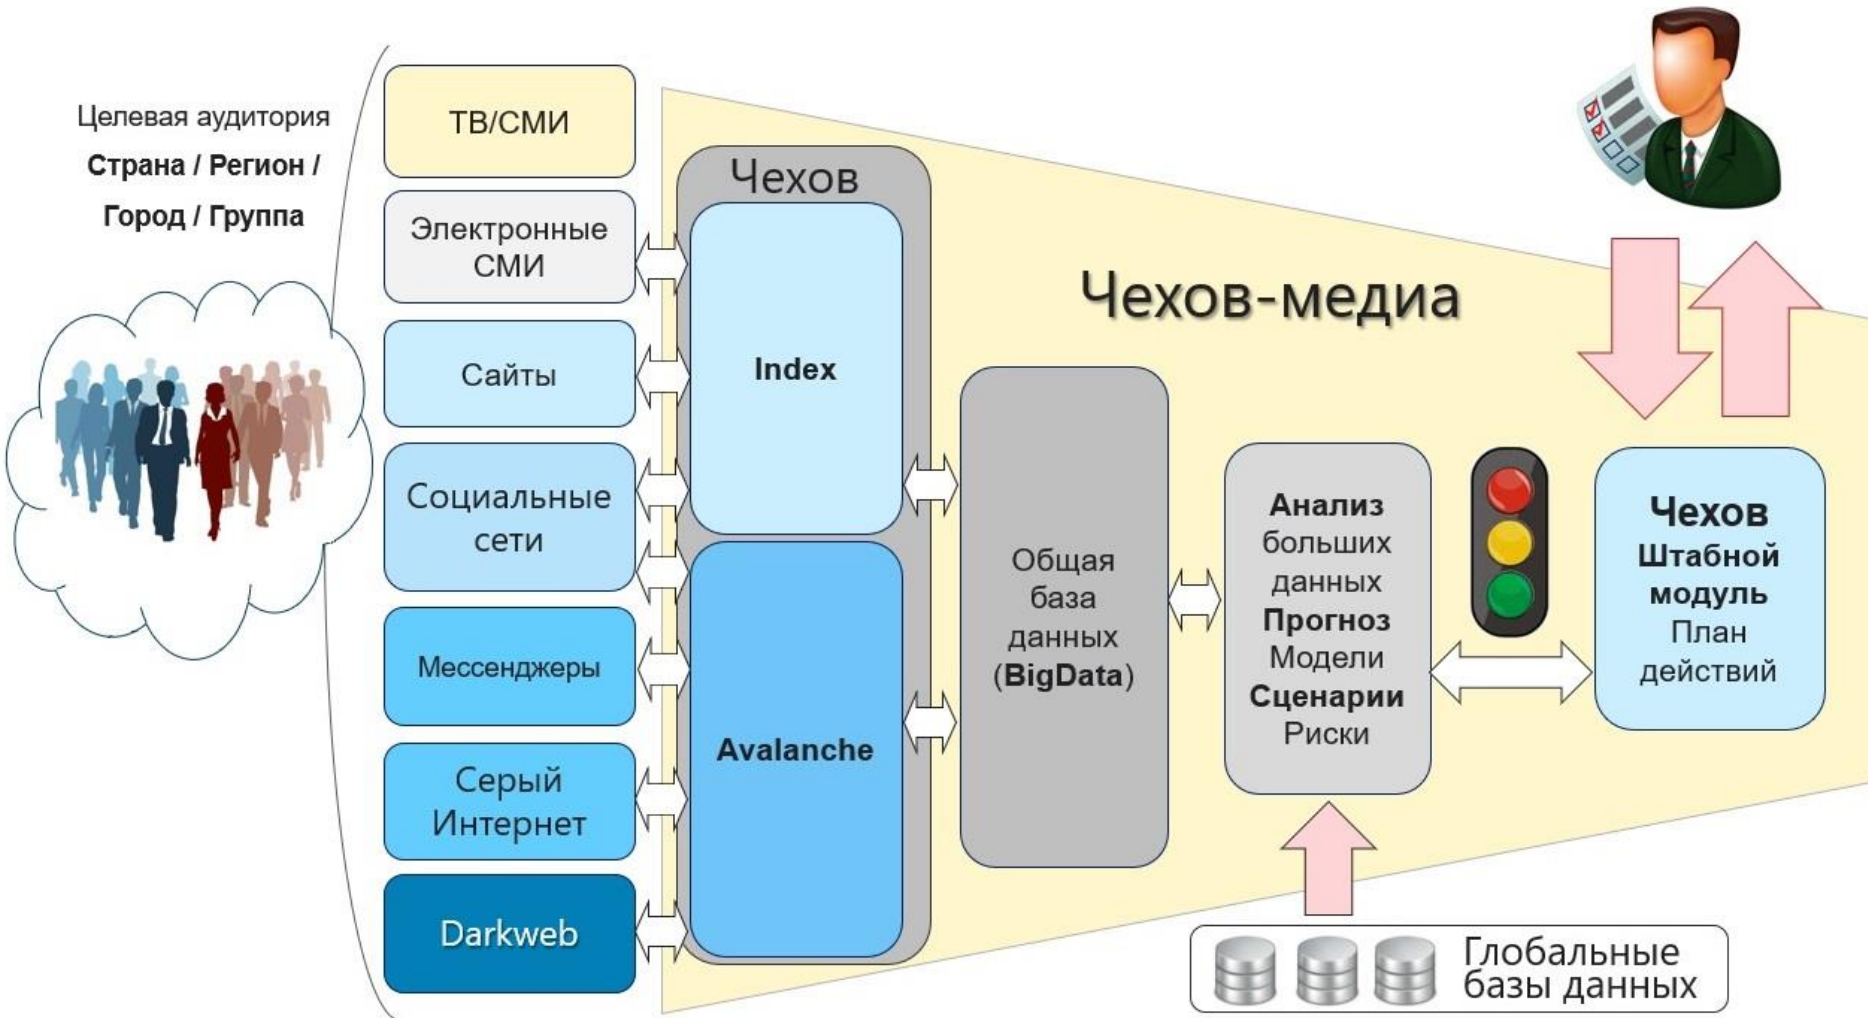 Целевая аудитория
Страна / Регион /
Город / Группа
ТВ/СМИ
Электронные
СМИ
Сайты
Социальные
сети
Мессенджеры
Серый
Интернет
Darkweb
Чехов
Index
Avalanche
Чехов-медиа
Общая
база
данных
(BigData)
Анализ
больших
данных
Прогноз
Модели
Сценарии
Риски
Чехов
Штабной
модуль
План
действий
Глобальные
базы данных